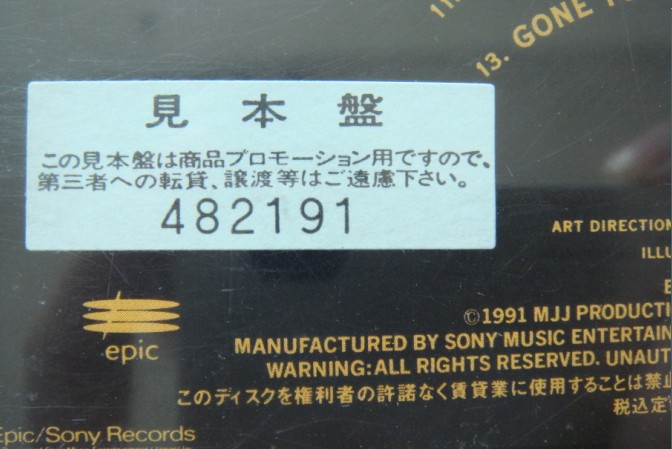 11.
13. GONE
見 本 盤
この見本盤は商品プロモーション用ですので、
第三者への転貸、譲渡等はご遠慮下さい。
482191
ART DIRECTION
ILLU
epic
©1991 MJJ PRODUCTI
MANUFACTURED BY SONY MUSIC ENTERTAIN
WARNING: ALL RIGHTS RESERVED. UNAUT
このディスクを権利者の許諾なく賃貸業に使用することは禁止
税込定
Epic/Sony Records